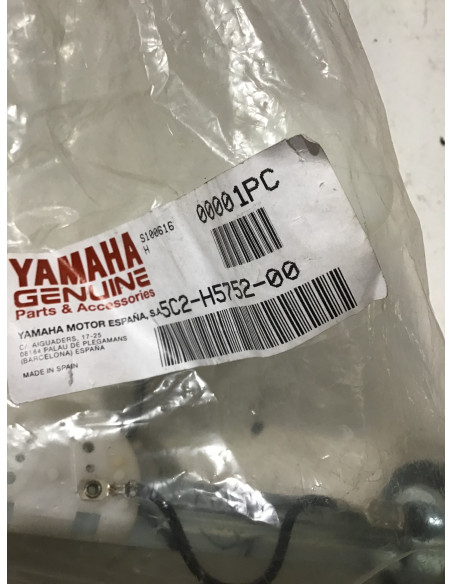 S100616
H
00001PC
YAMAHA
GENUINE
Parts & Accessories
5C2-H5752-00
YAMAHA MOTOR ESPAÑA, S.A.
C/. AIGUADERS, 17-25
08184 PALAU DE PLEGAMANS
(BARCELONA) ESPAÑA
MADE IN SPAIN